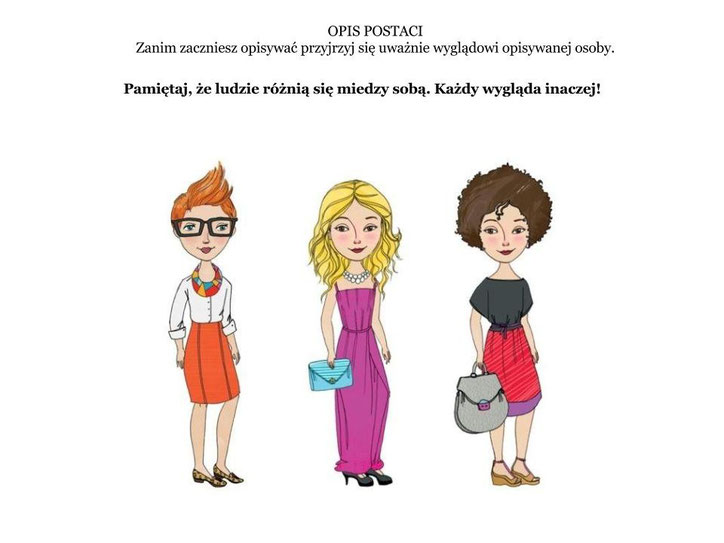 OPIS POSTACI
Zanim zaczniesz opisywać przyjrzyj się uważnie wyglądowi opisywanej osoby.
Pamiętaj, że ludzie różnią się miedzy sobą. Każdy wygląda inaczej!